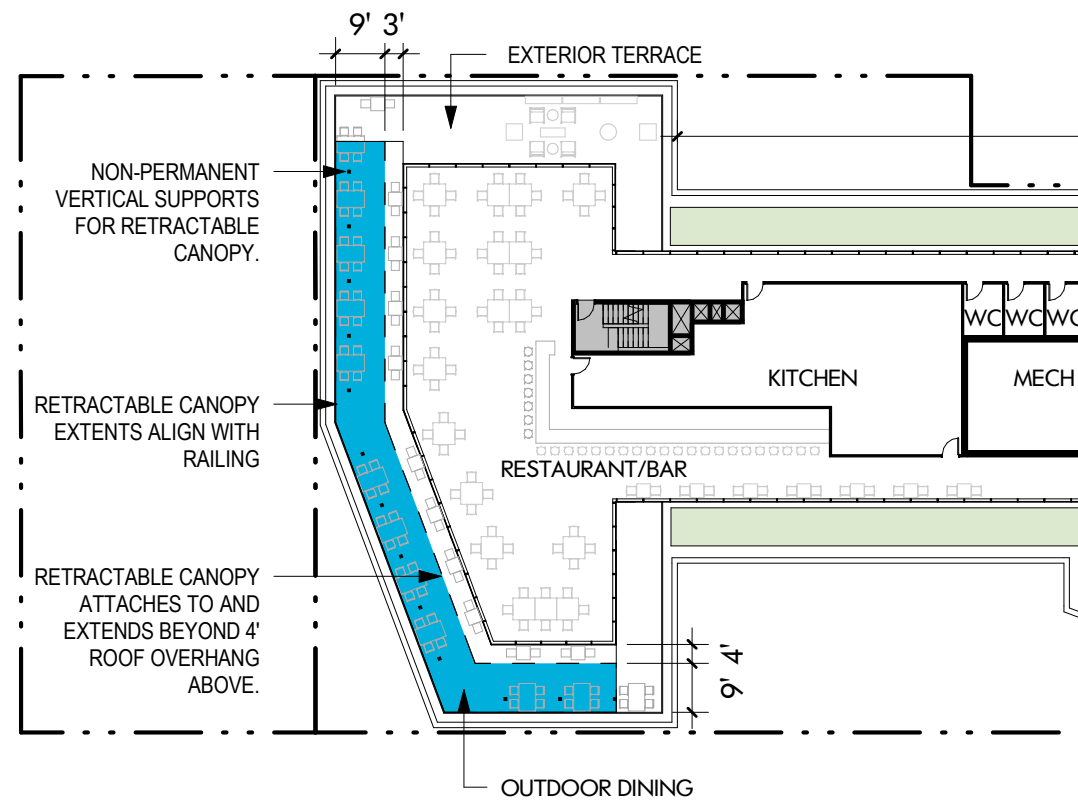 9' 3'
EXTERIOR TERRACE
NON-PERMANENT
VERTICAL SUPPORTS
FOR RETRACTABLE
CANOPY.
WC WC WC
KITCHEN
MECH
RETRACTABLE CANOPY
EXTENTS ALIGN WITH
RAILING
RESTAURANT/BAR
RETRACTABLE CANOPY
ATTACHES TO AND
EXTENDS BEYOND 4'
ROOF OVERHANG
ABOVE.
9' 4'
OUTDOOR DINING